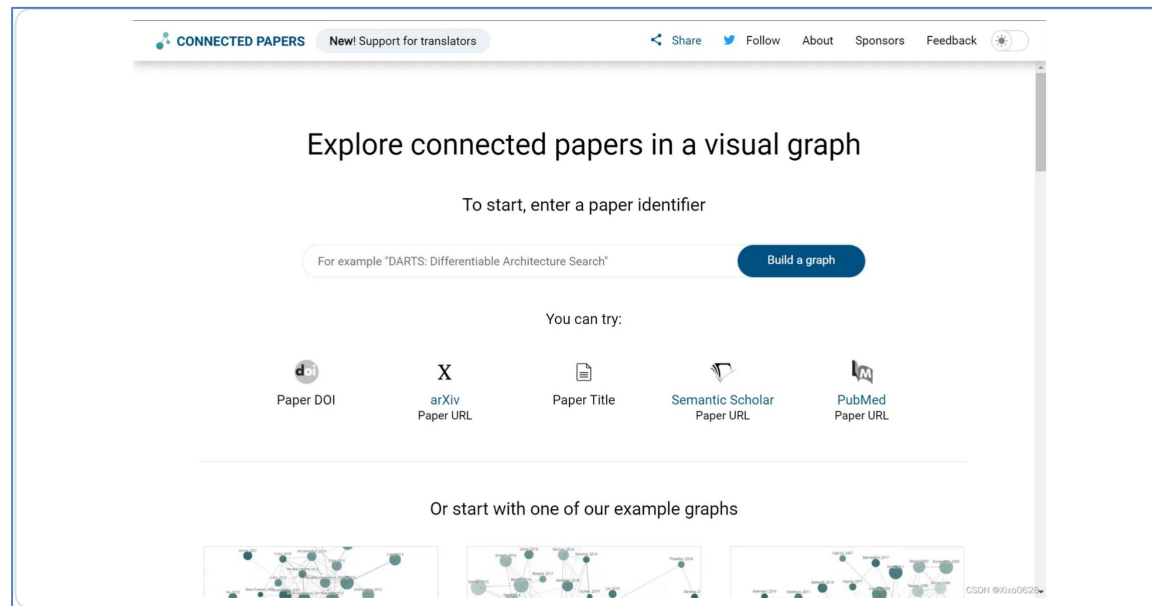 CONNECTED PAPERS New! Support for translators Share Follow About Sponsors Feedback
Explore connected papers in a visual graph
To start, enter a paper identifier
For example "DARTS: Differentiable Architecture Search" Build a graph
You can try:
doi X M
Paper DOI arXiv Paper Title Semantic Scholar PubMed
Paper URL Paper URL Paper URL
Or start with one of our example graphs